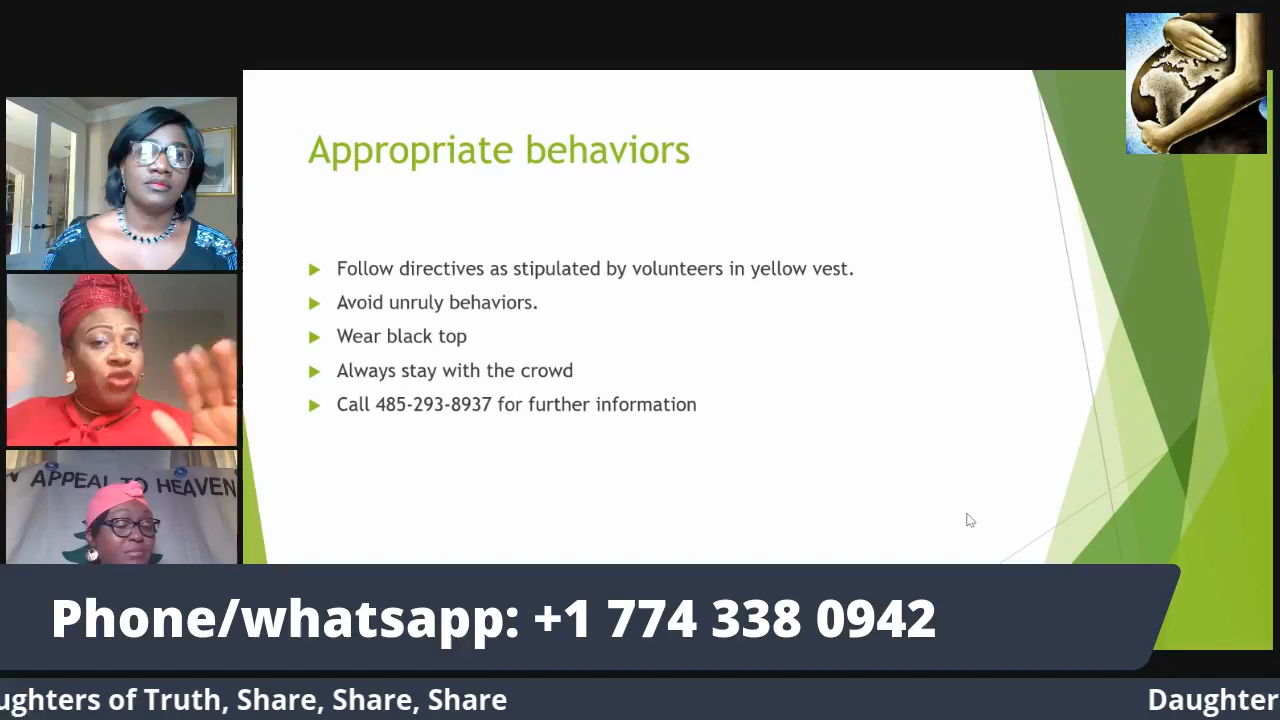 Appropriate behaviors
Follow directives as stipulated by volunteers in yellow vest.
Avoid unruly behaviors.
Wear black top
Always stay with the crowd
Call 485-293-8937 for further information
APPEAL TO HEAVEN
Phone/whatsapp: +1 774 338 0942
ughters of Truth, Share, Share, Share
Daughter